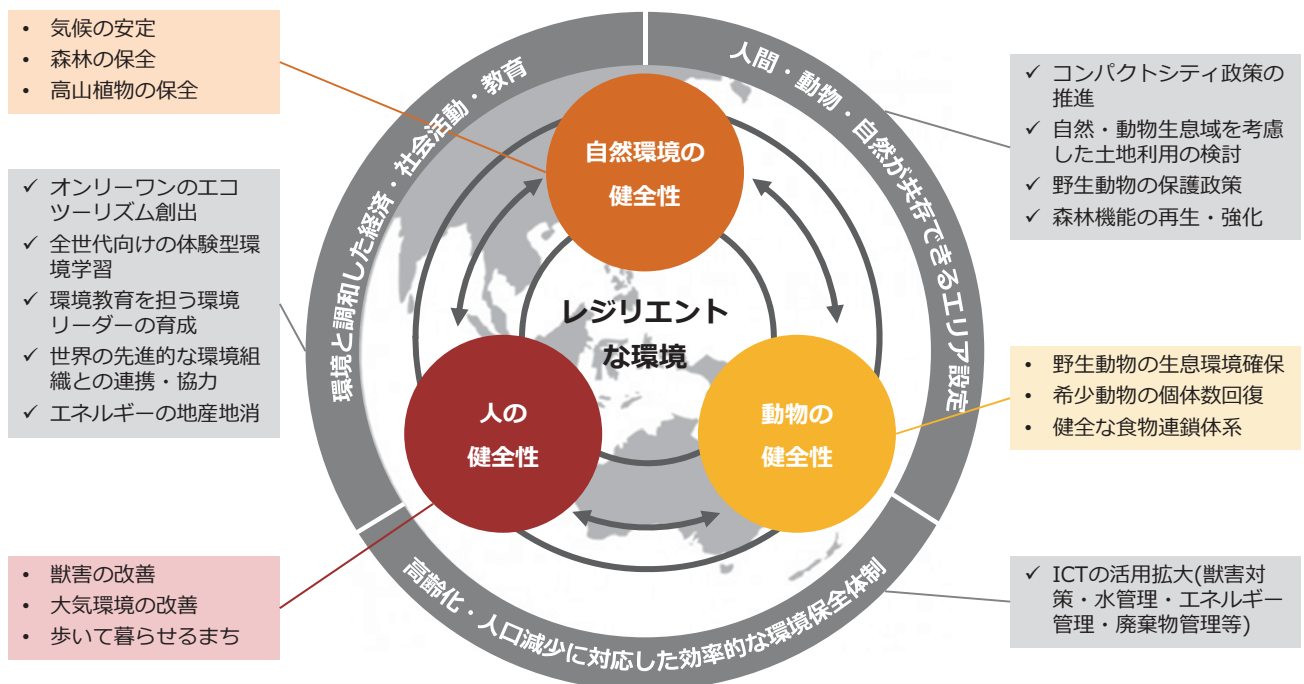 • 気候の安定
• 森林の保全
• 高山植物の保全
✓ オンリーワンのエコ
ツーリズム創出
✓ 全世代向けの体験型環
境学習
✓ 環境教育を担う環境
リーダーの育成
✓ 世界の先進的な環境組
織との連携・協力
✓ エネルギーの地産地消
• 獣害の改善
• 大気環境の改善
• 歩いて暮らせるまち
環境と調和した経済・社会活動・教育
人間・動物・自然が共存できるエリア設定
高齢化・人口減少に対応した効率的な環境保全体制
自然環境の
健全性
レジリエント
な環境
人の
健全性
動物の
健全性
✓ コンパクトシティ政策の
推進
✓ 自然・動物生息域を考慮
した土地利用の検討
✓ 野生動物の保護政策
✓ 森林機能の再生・強化
• 野生動物の生息環境確保
• 希少動物の個体数回復
• 健全な食物連鎖体系
✓ ICTの活用拡大(獣害対
策・水管理・エネルギー
管理・廃棄物管理等)